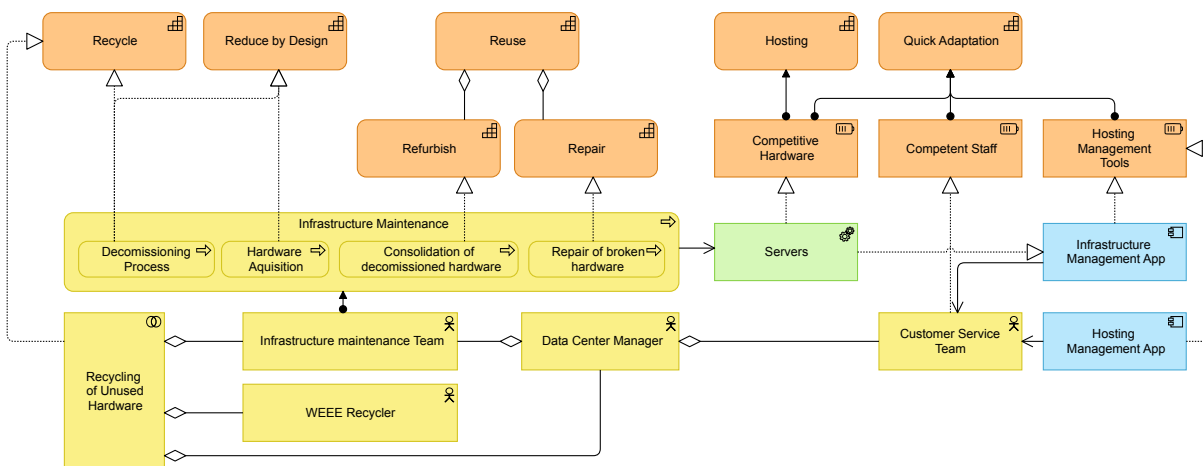 Recycle
Reduce by Design
Reuse
Hosting
Quick Adaptation
Refurbish
Repair
Competitive
Hardware
Competent Staff
Hosting
Management
Tools
Infrastructure Maintenance
Decomissioning
Process
Hardware
Aquisition
Consolidation of
decomissioned hardware
Repair of broken
hardware
Servers
Infrastructure
Management App
Recycling
of Unused
Hardware
Infrastructure maintenance Team
Data Center Manager
Customer Service
Team
Hosting
Management App
WEEE Recycler